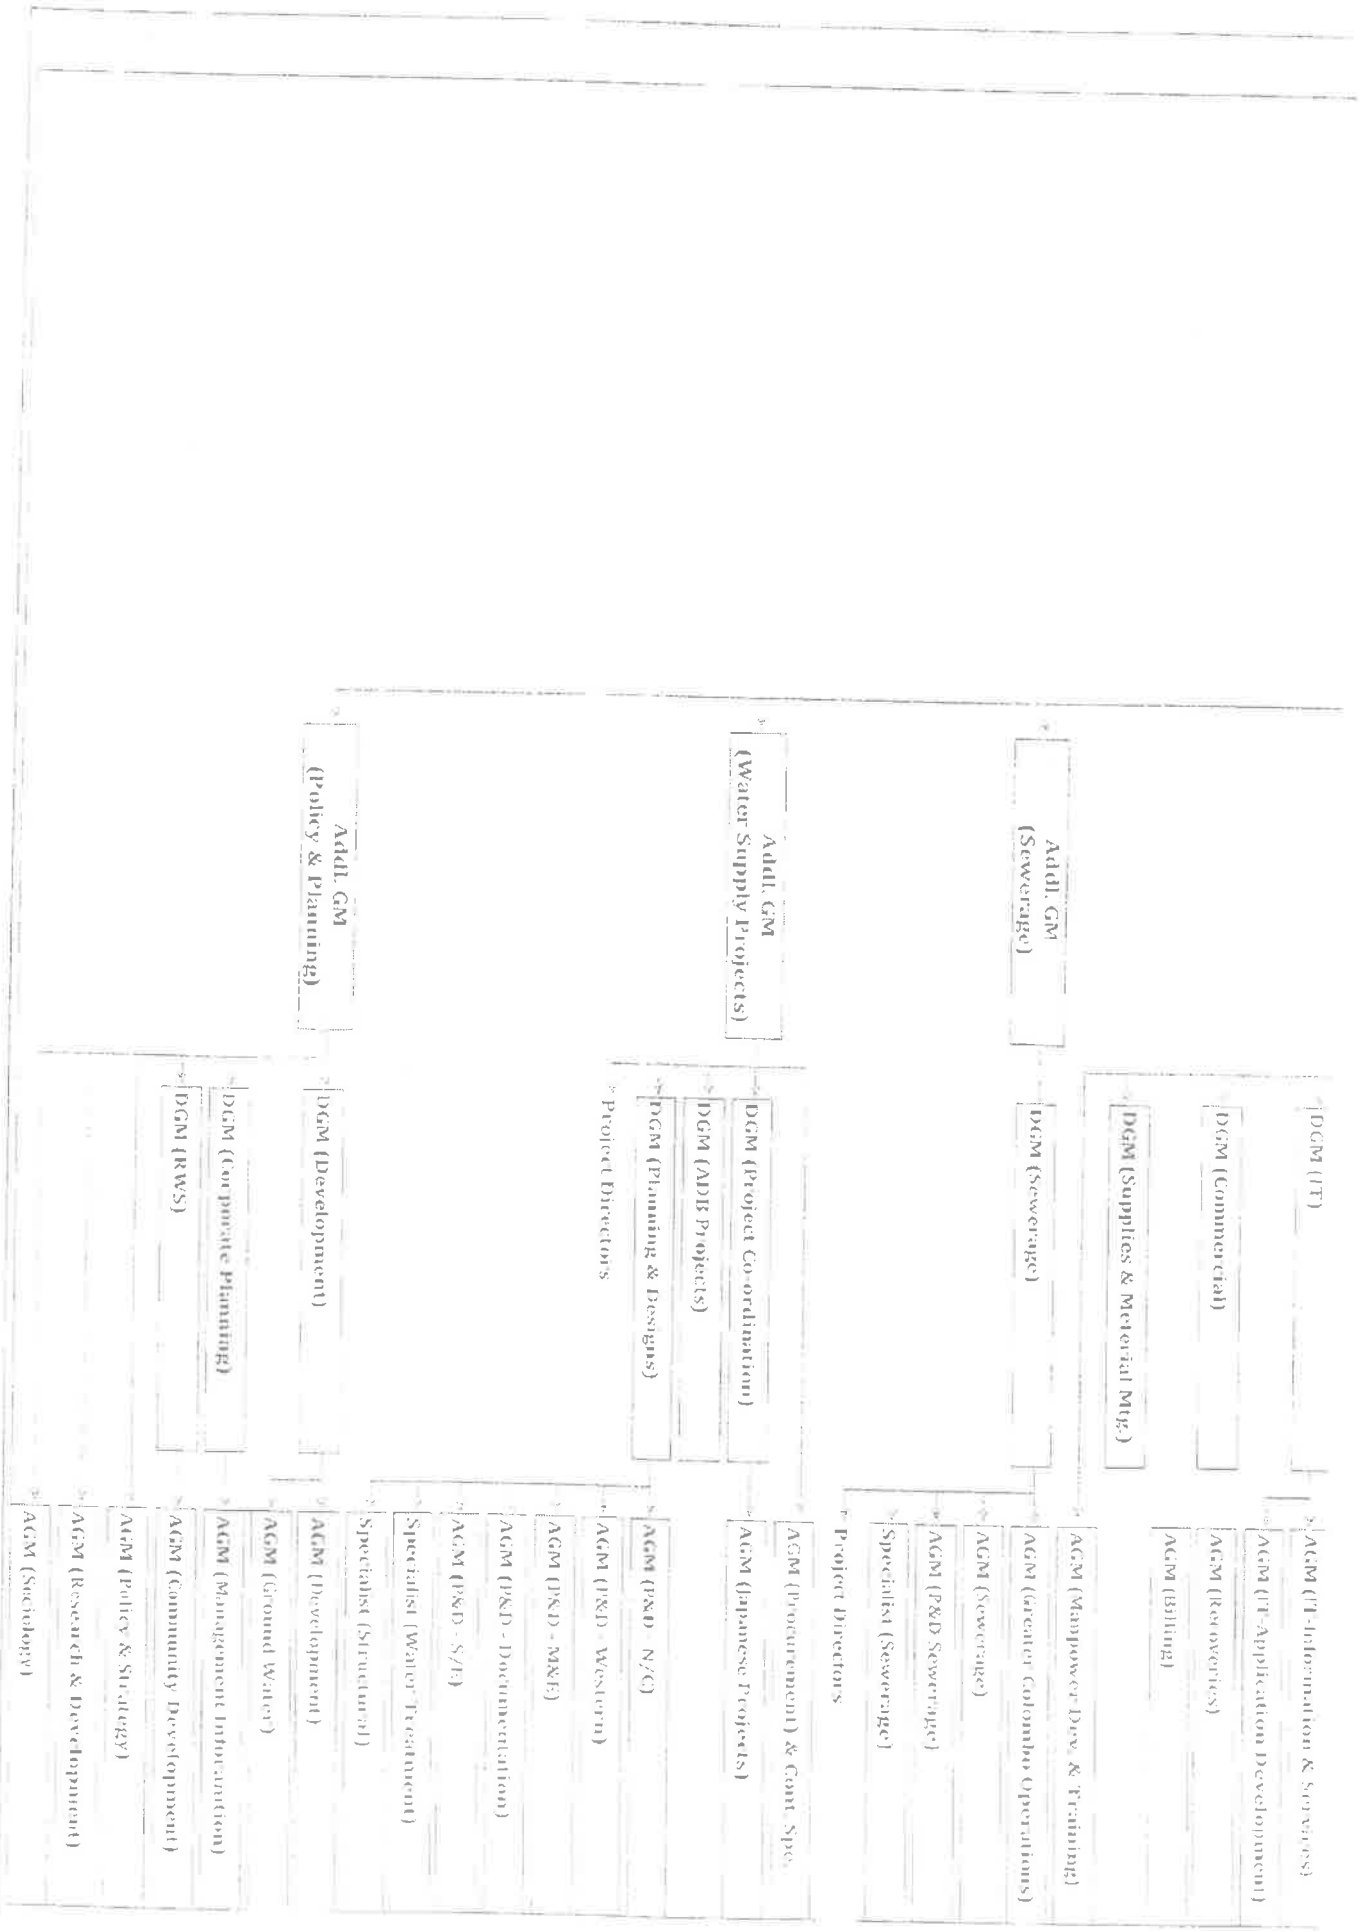 DGM (IT)
AGM (IT-Information & Services)
AGM (IT-Application Development)
DGM (Commercial)
AGM (Recoveries)
AGM (Billing)
DGM (Supplies & Meterial Mtg.)
AGM (Manpower Dev. & Training)
Addl. GM
(Sewerage)
DGM (Sewerage)
AGM (Greater Colombo Operations)
AGM (Sewerage)
AGM (P&D Sewerage)
Specialist (Sewerage)
Project Directors
Addl. GM
(Water Supply Projects)
AGM (Procurement) & Cont. Spe.
DGM (Project Co-ordination)
AGM (Japanese Projects)
DGM (ADB Projects)
DGM (Planning & Designs)
AGM (P&D - N/C)
AGM (P&D - Western)
AGM (P&D - M&E)
AGM (P&D - Documentation)
AGM (P&D - S/E)
Specialist (Water Treatment)
Specialist (Structural)
Project Directors
Addl. GM
(Policy & Planning)
DGM (Development)
AGM (Development)
AGM (Ground Water)
DGM (Corporate Planning)
AGM (Management Information)
DGM (RWS)
AGM (Community Development)
AGM (Policy & Strategy)
AGM (Research & Development)
AGM (Sociology)